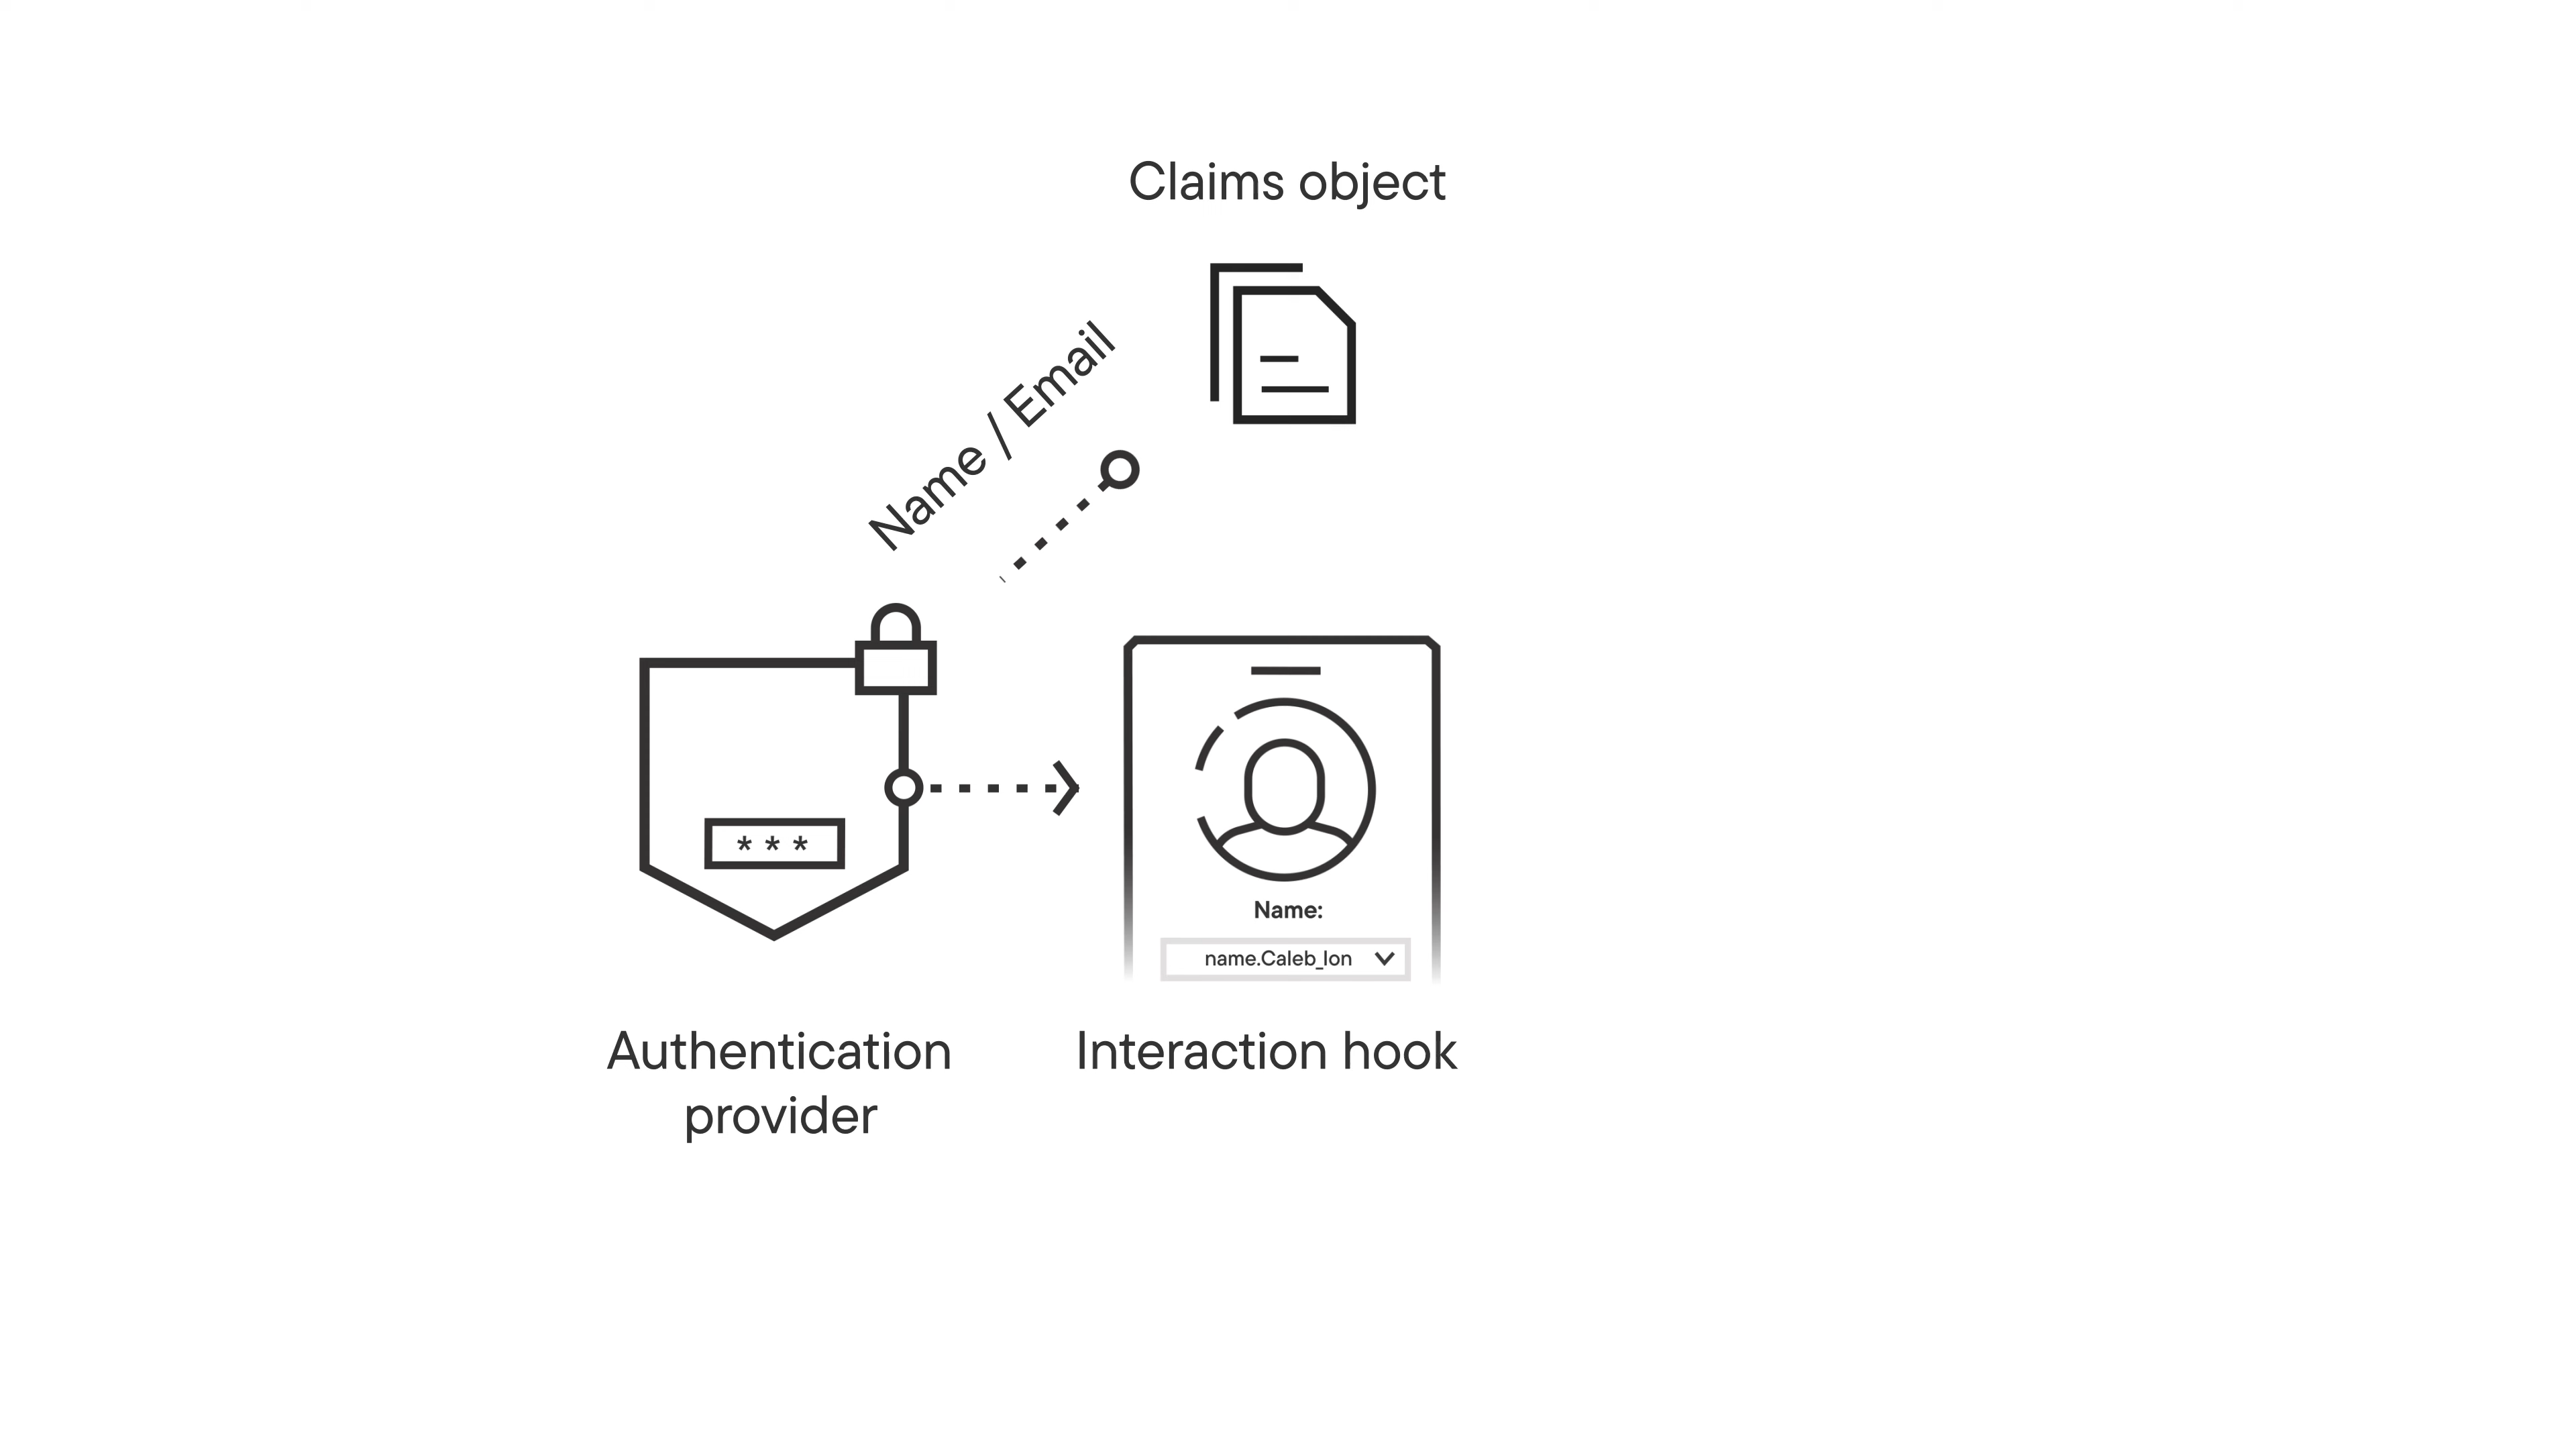 Claims object
Name / Email
* * *
Name:
name.Caleb_Ion
Authentication
provider
Interaction hook